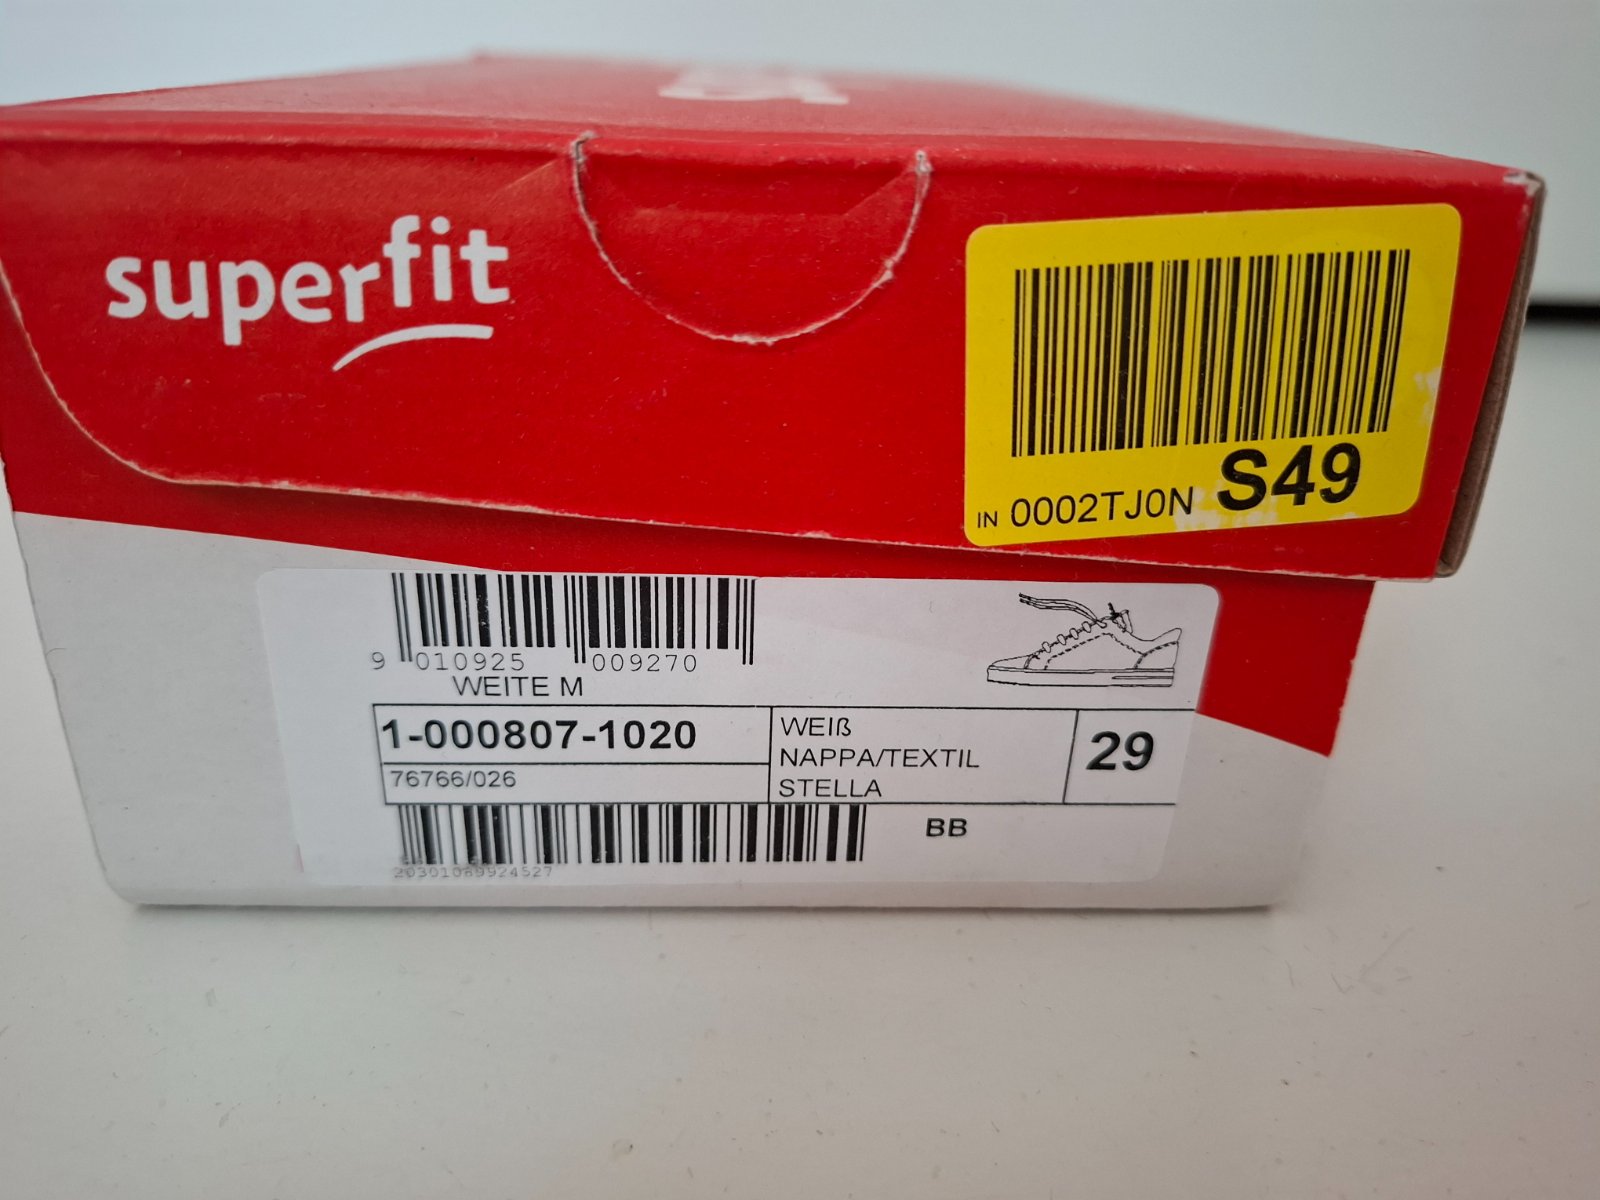 superfit
IN 0002TJ0N S49
9 010925 009270
WEITE M
1-000807-1020
76766/026
WEIß
NAPPA/TEXTIL
STELLA
29
BB
20301089924527